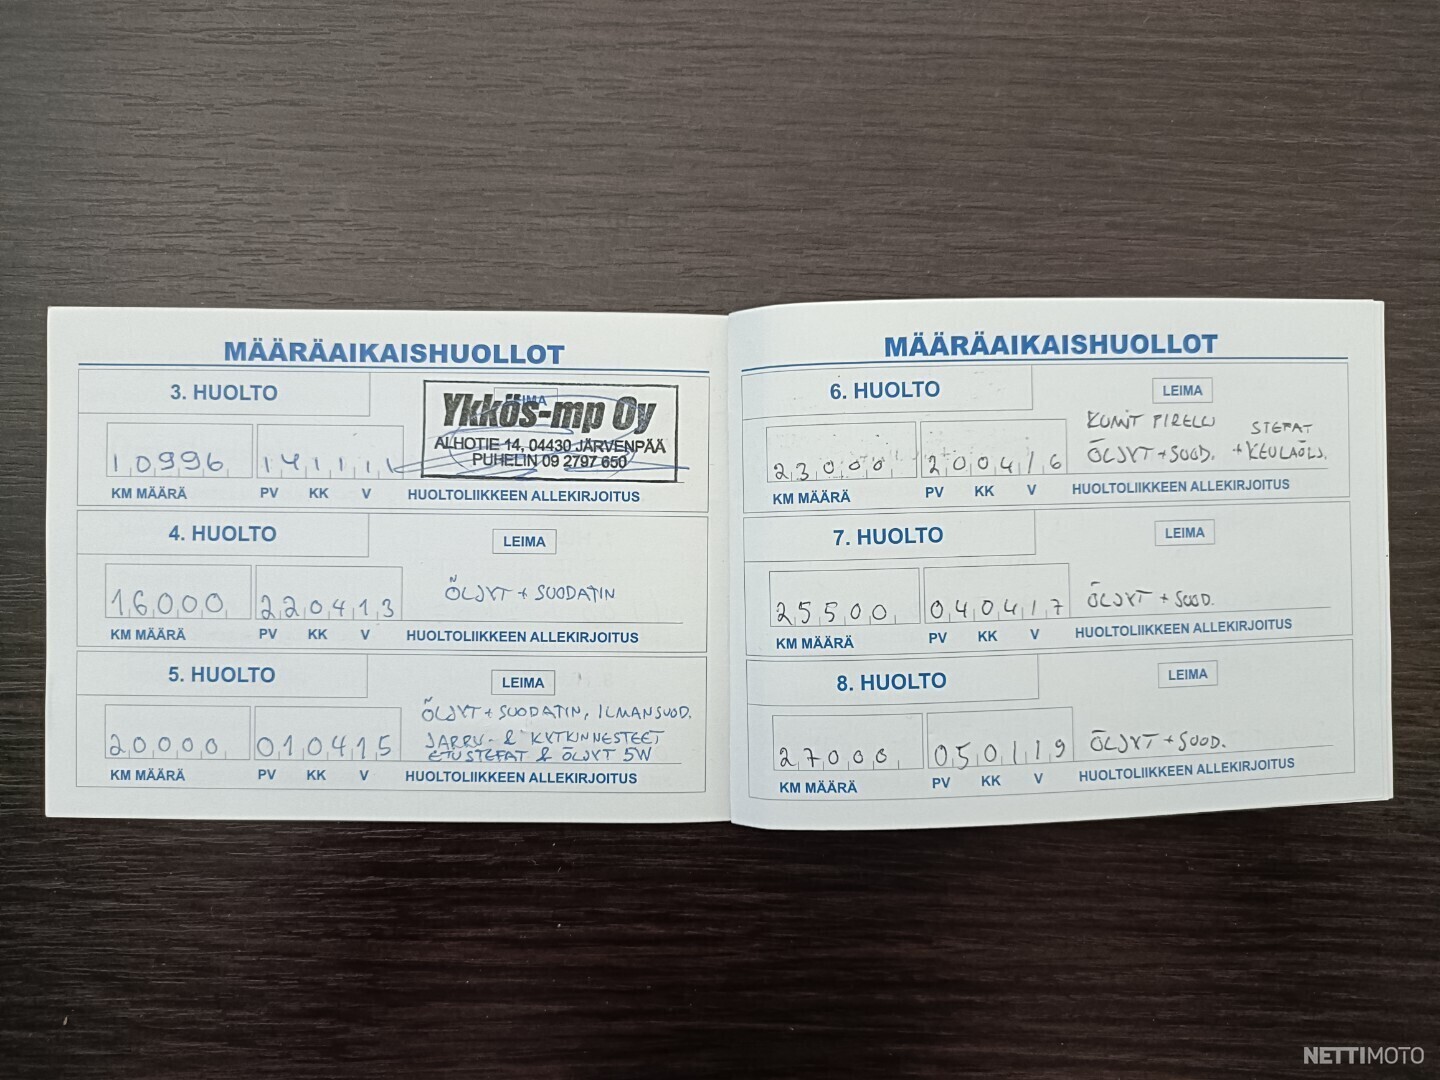 MÄÄRÄAIKAISHUOLLOT
3. HUOLTO
LEIMA
Ykkös-mp Oy
ALHOTIE 14, 04430 JÄRVENPÄÄ
PUHELIN 09 2797 650
10996 141111
KM MÄÄRÄ PV KK V HUOLTOLIIKKEEN ALLEKIRJOITUS
4. HUOLTO
LEIMA
ÖLJYT + SUODATIN
16000 220413
KM MÄÄRÄ PV KK V HUOLTOLIIKKEEN ALLEKIRJOITUS
5. HUOLTO
LEIMA
ÖLJYT + SUODATIN, ILMANSUOD.
JARRU- & KYTKINNESTEET
ETUSTEFAT & ÖLJYT 5W
20000 010415
KM MÄÄRÄ PV KK V HUOLTOLIIKKEEN ALLEKIRJOITUS
MÄÄRÄAIKAISHUOLLOT
6. HUOLTO
LEIMA
KUMIT PIRELLI STEFAT
ÖLJYT + SUOD. + KEULAÖLJ.
23000 200416
KM MÄÄRÄ PV KK V HUOLTOLIIKKEEN ALLEKIRJOITUS
7. HUOLTO
LEIMA
ÖLJYT + SUOD.
25500 040417
KM MÄÄRÄ PV KK V HUOLTOLIIKKEEN ALLEKIRJOITUS
8. HUOLTO
LEIMA
ÖLJYT + SUOD.
27000 050119
KM MÄÄRÄ PV KK V HUOLTOLIIKKEEN ALLEKIRJOITUS
NETTIMOTO